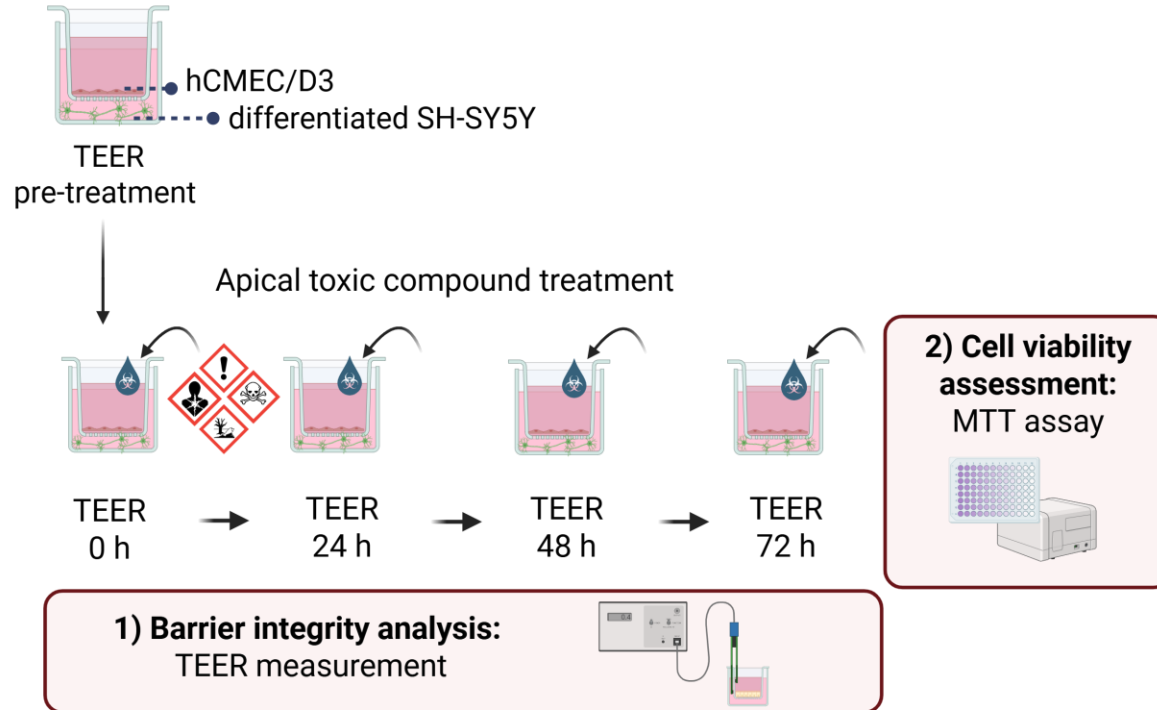 hCMEC/D3
differentiated SH-SY5Y
TEER
pre-treatment
Apical toxic compound treatment
TEER
0 h
TEER
24 h
TEER
48 h
TEER
72 h
2) Cell viability
assessment:
MTT assay
1) Barrier integrity analysis:
TEER measurement